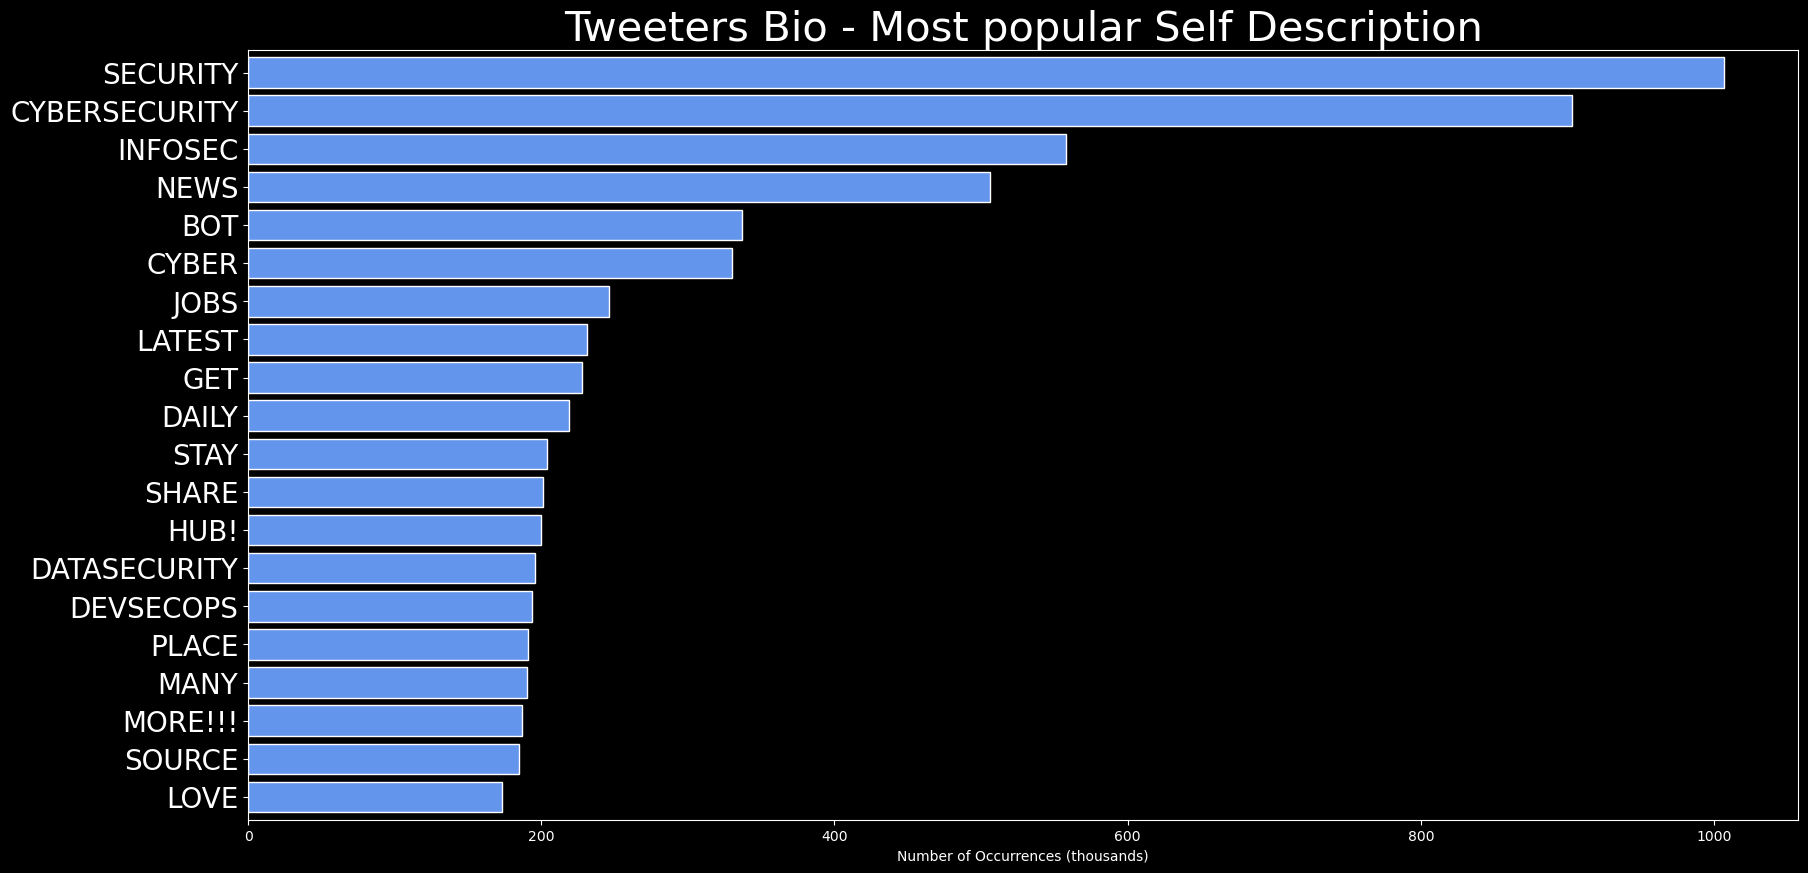 Tweeters Bio - Most popular Self Description
SECURITY
CYBERSECURITY
INFOSEC
NEWS
BOT
CYBER
JOBS
LATEST
GET
DAILY
STAY
SHARE
HUB!
DATASECURITY
DEVSECOPS
PLACE
MANY
MORE!!!
SOURCE
LOVE
0 200 400 600 800 1000
Number of Occurrences (thousands)